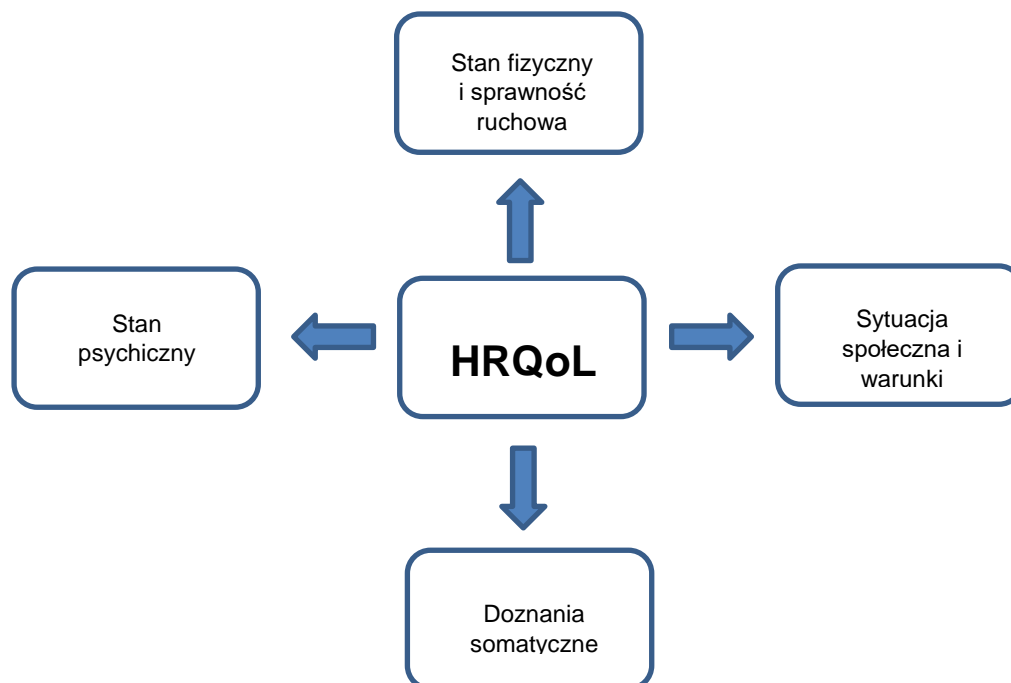 Stan fizyczny
i sprawność
ruchowa
Stan
psychiczny
HRQoL
Sytuacja
społeczna i
warunki
Doznania
somatyczne